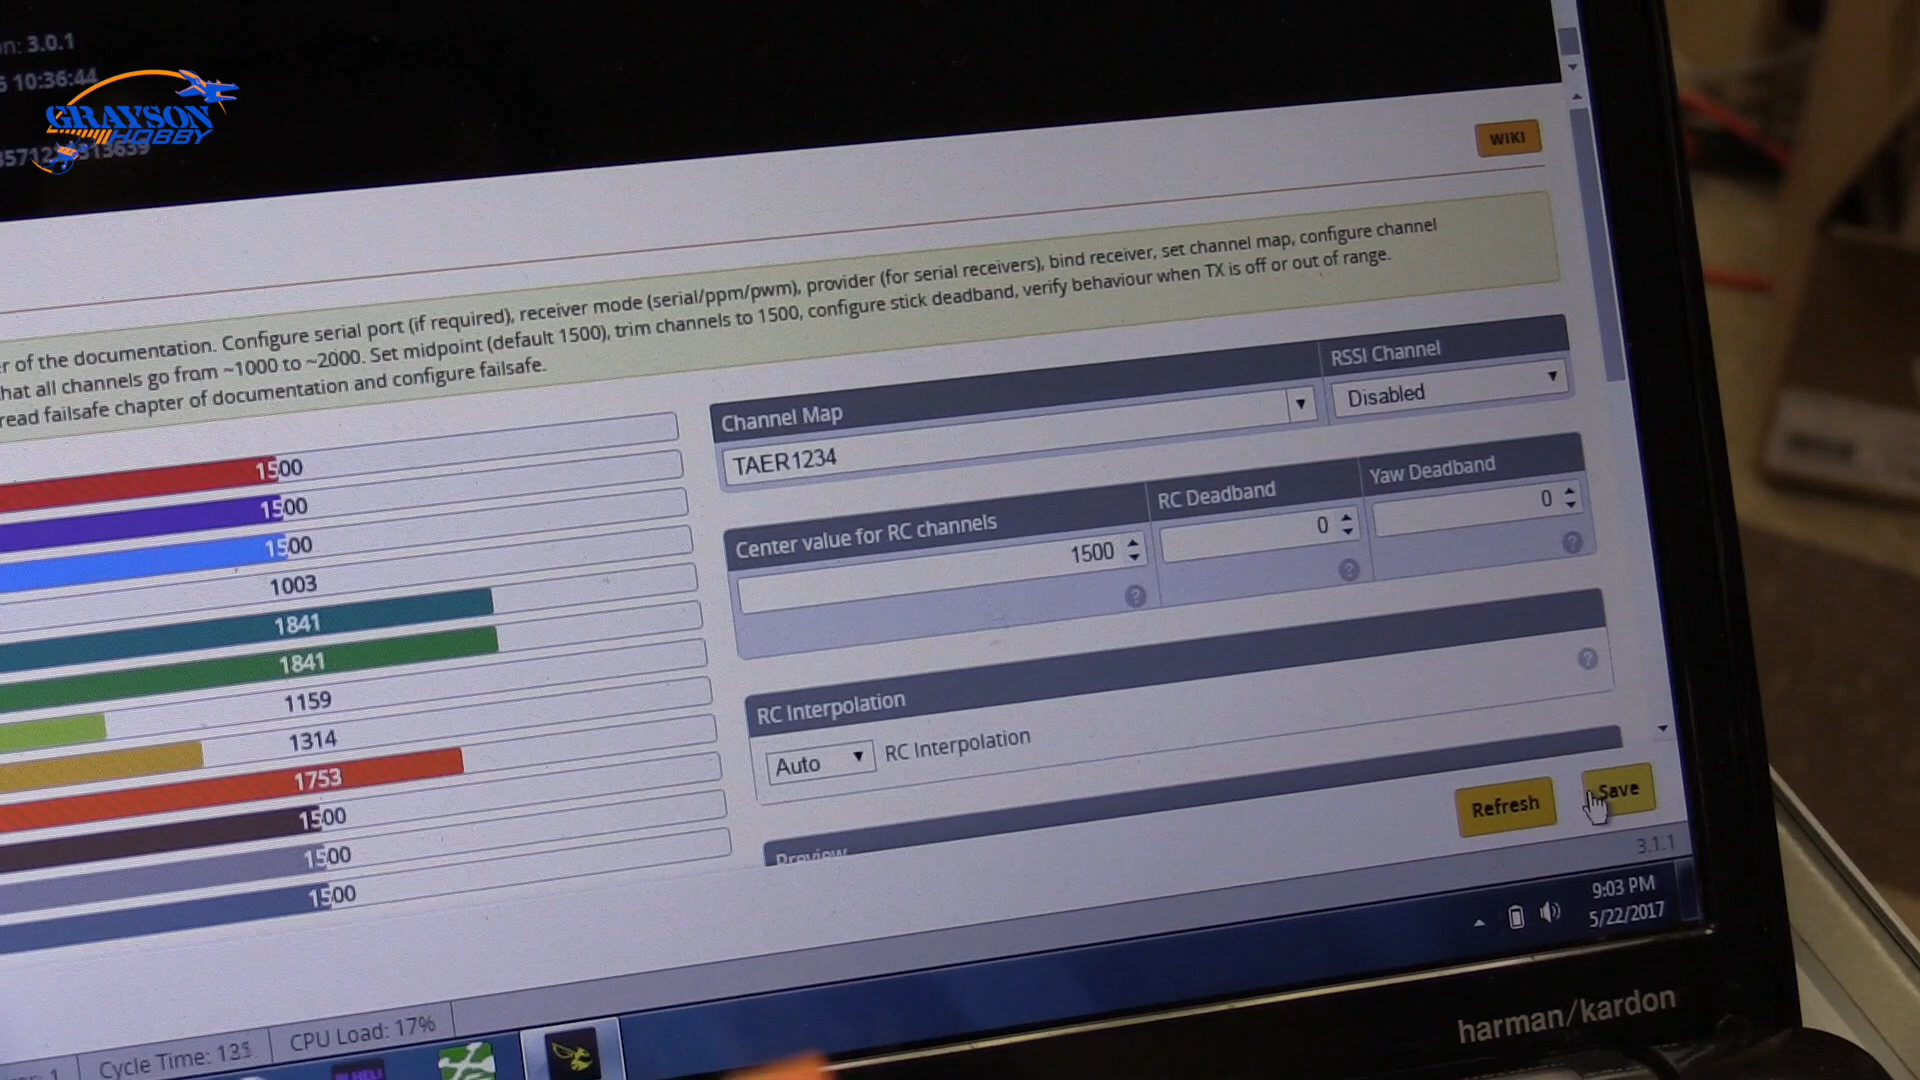 on: 3.0.1
10:36:44
GRAYSON
HOBBY
WIKI
er of the documentation. Configure serial port (if required), receiver mode (serial/ppm/pwm), provider (for serial receivers), bind receiver, set channel map, configure channel
hat all channels go from ~1000 to ~2000. Set midpoint (default 1500), trim channels to 1500, configure stick deadband, verify behaviour when TX is off or out of range.
read failsafe chapter of documentation and configure failsafe.
1500
1500
1500
1003
1841
1841
1159
1314
1753
1500
1500
1500
Channel Map
RSSI Channel
TAER1234
Disabled
Center value for RC channels
RC Deadband
Yaw Deadband
1500
0
0
?
?
?
RC Interpolation
?
Auto
RC Interpolation
Preview
Refresh
Save
3.1.1
9:03 PM
5/22/2017
Cycle Time:
CPU Load: 17%
harman/kardon